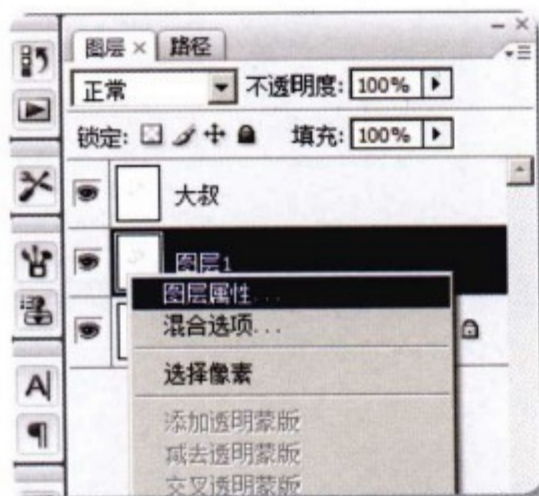 图层 × 路径
正常 不透明度: 100%
锁定: 填充: 100%
大叔
图层1
图层属性...
混合选项...
选择像素
添加透明蒙版
减去透明蒙版
交叉透明蒙版